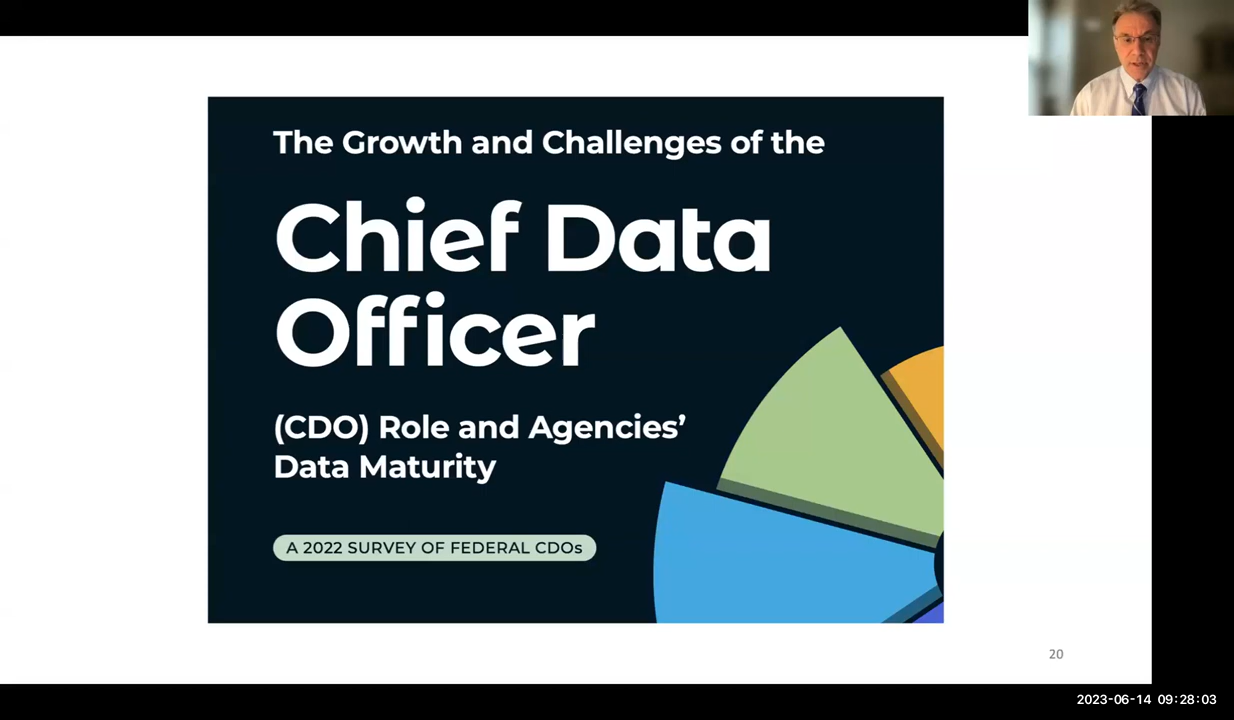 The Growth and Challenges of the
Chief Data
Officer
(CDO) Role and Agencies’
Data Maturity
A 2022 SURVEY OF FEDERAL CDOs
20
2023-06-14 09:28:03